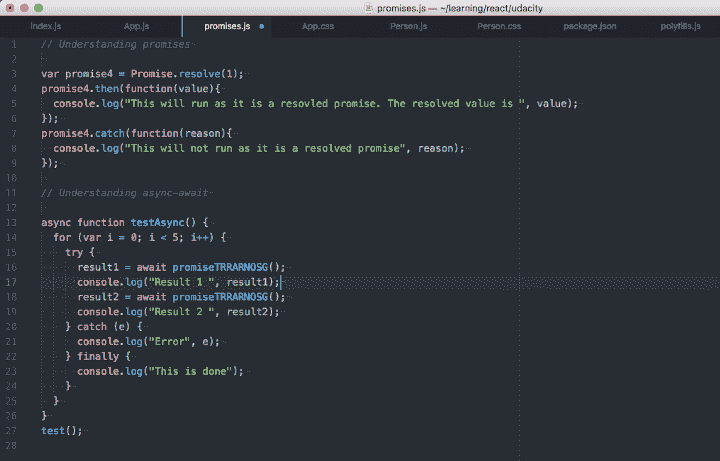 promises.js — ~/learning/react/udacity
index.js App.js promises.js App.css Person.js Person.css package.json polyfills.js
1 // Understanding promises
2
3 var promise4 = Promise.resolve(1);
4 promise4.then(function(value){
5 console.log("This will run as it is a resovled promise. The resolved value is ", value);
6 });
7 promise4.catch(function(reason){
8 console.log("This will not run as it is a resolved promise", reason);
9 });
10
11 // Understanding async-await
12
13 async function testAsync() {
14 for (var i = 0; i < 5; i++) {
15 try {
16 result1 = await promiseTRRARNOSG();
17 console.log("Result 1 ", result1);
18 result2 = await promiseTRRARNOSG();
19 console.log("Result 2 ", result2);
20 } catch (e) {
21 console.log("Error", e);
22 } finally {
23 console.log("This is done");
24 }
25 }
26 }
27 test();
28